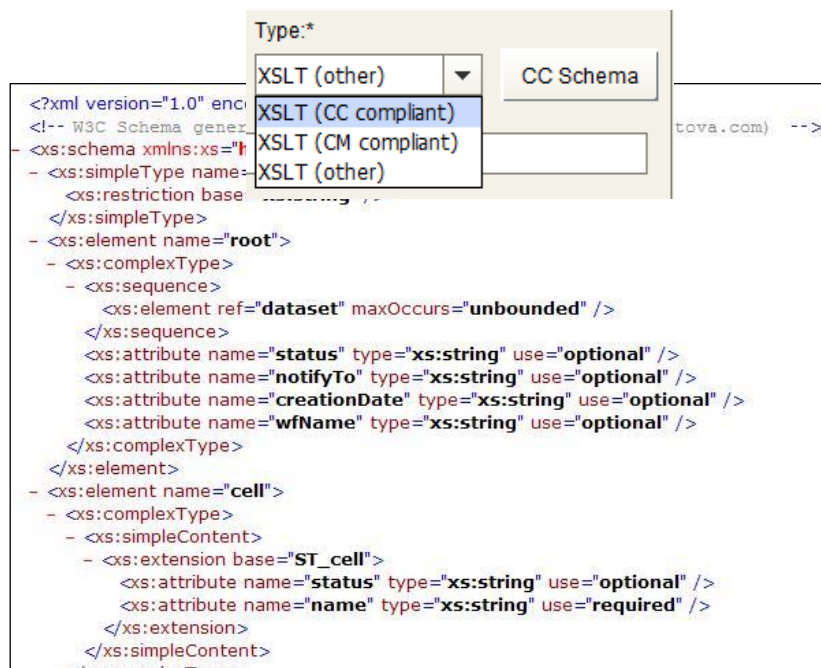 Type:*
XSLT (other)
CC Schema
XSLT (CC compliant)
XSLT (CM compliant)
XSLT (other)
<?xml version="1.0"
<!-- W3C Schema tova.com) -->
- <xs:schema xmlns:xs="
- <xs:simpleType name=
<xs:restriction base
</xs:simpleType>
- <xs:element name="root">
- <xs:complexType>
- <xs:sequence>
<xs:element ref="dataset" maxOccurs="unbounded" />
</xs:sequence>
<xs:attribute name="status" type="xs:string" use="optional" />
<xs:attribute name="notifyTo" type="xs:string" use="optional" />
<xs:attribute name="creationDate" type="xs:string" use="optional" />
<xs:attribute name="wfName" type="xs:string" use="optional" />
</xs:complexType>
</xs:element>
- <xs:element name="cell">
- <xs:complexType>
- <xs:simpleContent>
- <xs:extension base="ST_cell">
<xs:attribute name="status" type="xs:string" use="optional" />
<xs:attribute name="name" type="xs:string" use="required" />
</xs:extension>
</xs:simpleContent>